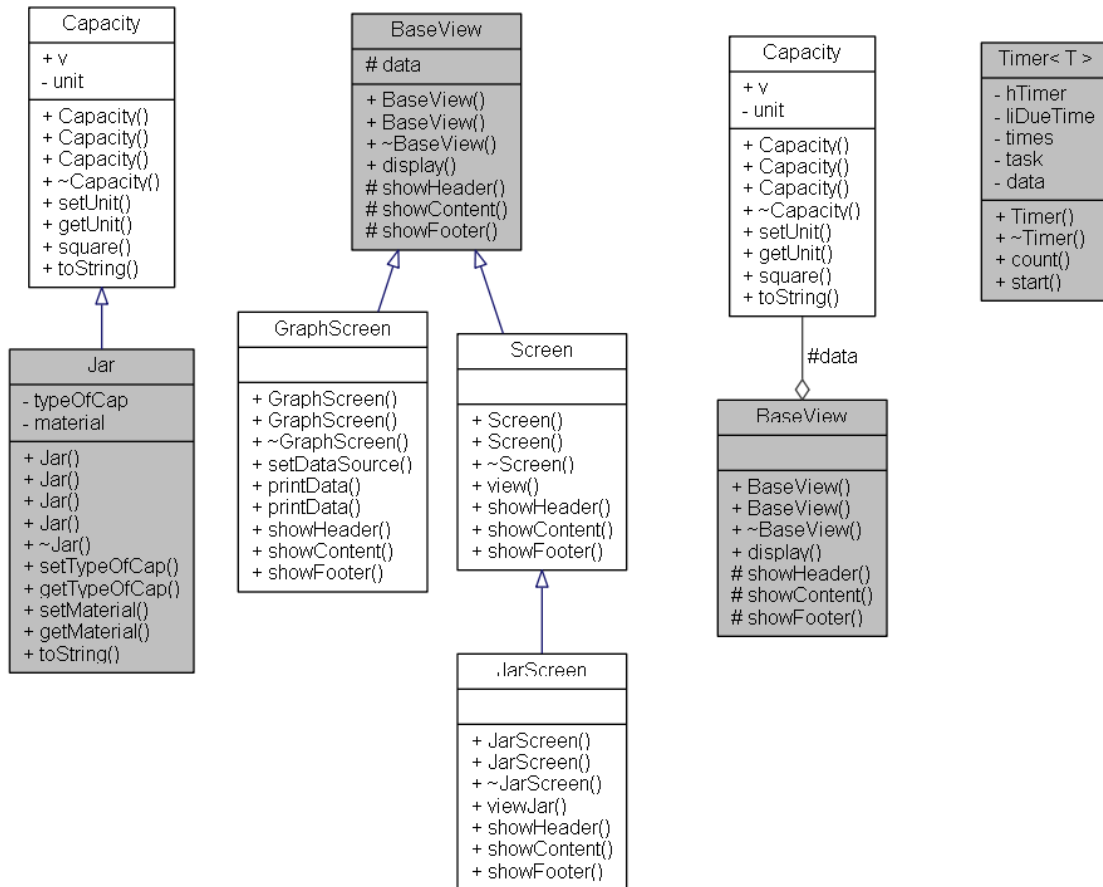 Capacity
+ v
- unit
+ Capacity()
+ Capacity()
+ Capacity()
+ ~Capacity()
+ setUnit()
+ getUnit()
+ square()
+ toString()
Jar
- typeOfCap
- material
+ Jar()
+ Jar()
+ Jar()
+ Jar()
+ ~Jar()
+ setTypeOfCap()
+ getTypeOfCap()
+ setMaterial()
+ getMaterial()
+ toString()
BaseView
# data
+ BaseView()
+ BaseView()
+ ~BaseView()
+ display()
# showHeader()
# showContent()
# showFooter()
GraphScreen
+ GraphScreen()
+ GraphScreen()
+ ~GraphScreen()
+ setDataSource()
+ printData()
+ printData()
+ showHeader()
+ showContent()
+ showFooter()
Screen
+ Screen()
+ Screen()
+ ~Screen()
+ view()
+ showHeader()
+ showContent()
+ showFooter()
JarScreen
+ JarScreen()
+ JarScreen()
+ ~JarScreen()
+ viewJar()
+ showHeader()
+ showContent()
+ showFooter()
Capacity
+ v
- unit
+ Capacity()
+ Capacity()
+ Capacity()
+ ~Capacity()
+ setUnit()
+ getUnit()
+ square()
+ toString()
#data
BaseView
+ BaseView()
+ BaseView()
+ ~BaseView()
+ display()
# showHeader()
# showContent()
# showFooter()
Timer< T >
- hTimer
- liDueTime
- times
- task
- data
+ Timer()
+ ~Timer()
+ count()
+ start()